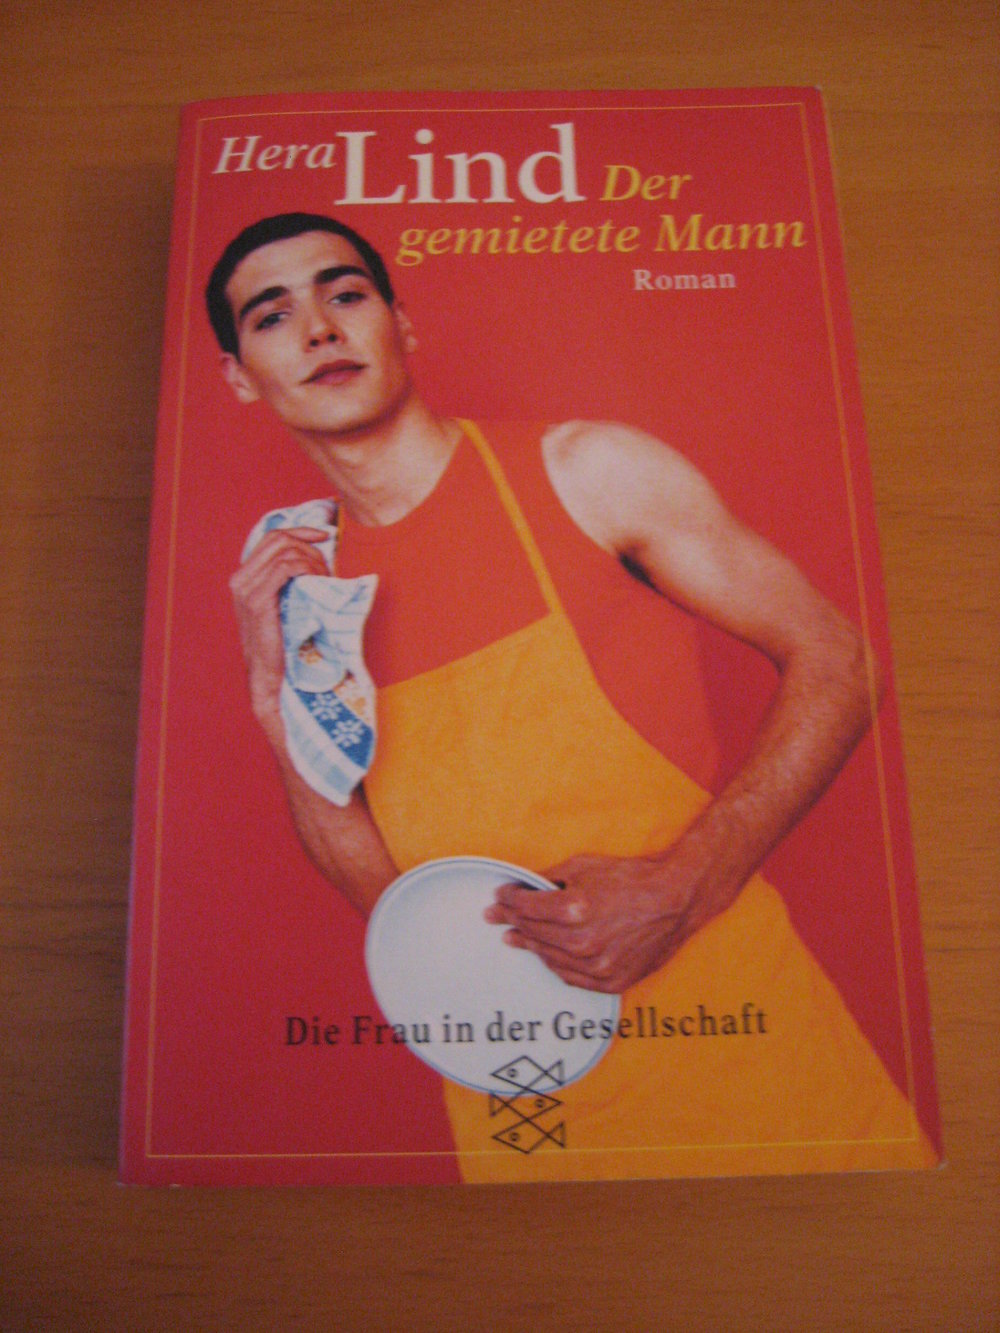 Hera Lind Der
gemietete Mann
Roman
Die Frau in der Gesellschaft